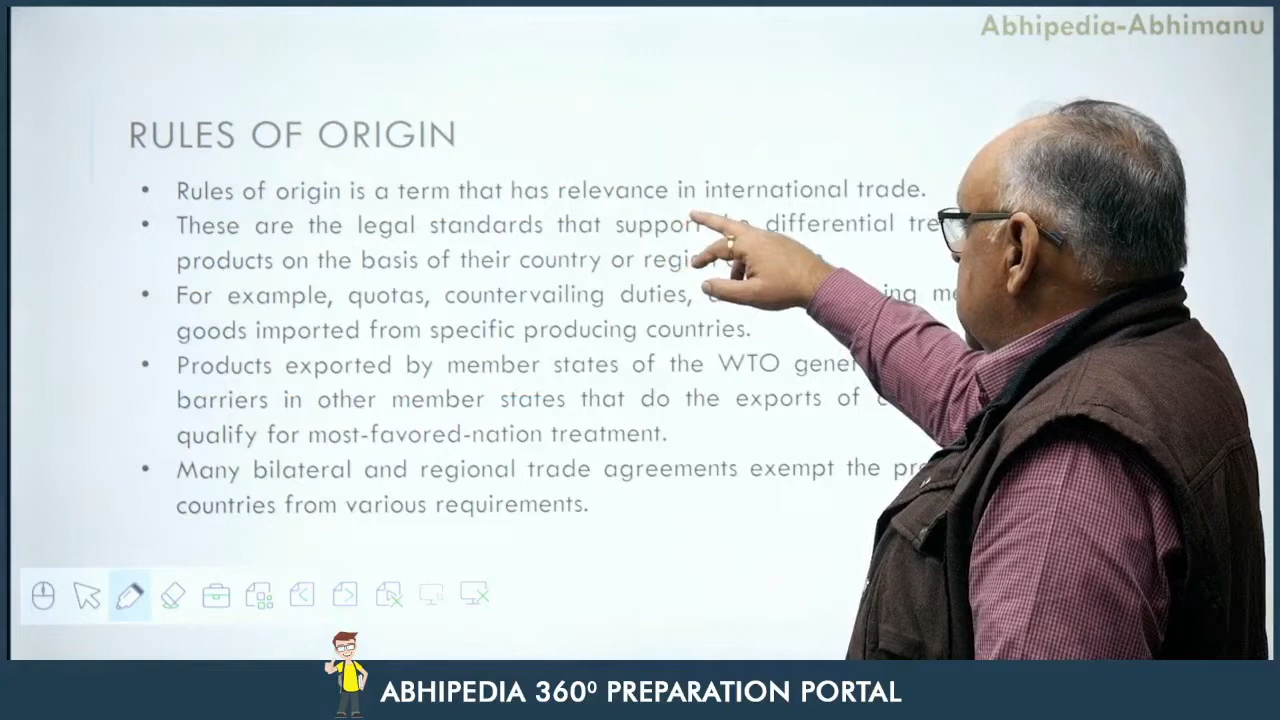 Abhipedia-Abhimanu
RULES OF ORIGIN
• Rules of origin is a term that has relevance in international trade.
• These are the legal standards that differential
products on the basis of their country or
• For example, quotas, countervailing duties,
goods imported from specific producing countries.
• Products exported by member states of the WTO
barriers in other member states that do the exports of
qualify for most-favored-nation treatment.
• Many bilateral and regional trade agreements exempt the
countries from various requirements.
ABHIPEDIA 360⁰ PREPARATION PORTAL